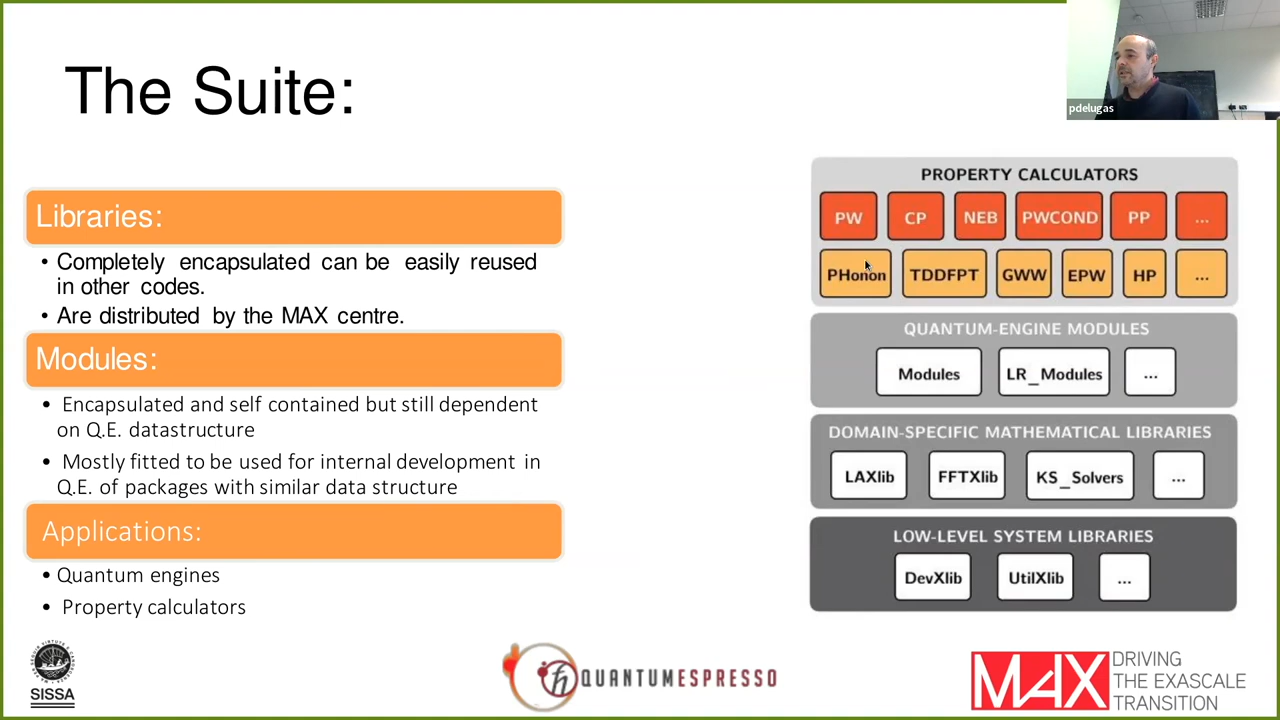 The Suite:
pdelugas
Libraries:
• Completely encapsulated can be easily reused
in other codes.
• Are distributed by the MAX centre.
Modules:
• Encapsulated and self contained but still dependent
on Q.E. datastructure
• Mostly fitted to be used for internal development in
Q.E. of packages with similar data structure
Applications:
• Quantum engines
• Property calculators
PROPERTY CALCULATORS
PW CP NEB PWCOND PP ...
PHonon TDDFPT GWW EPW HP ...
QUANTUM-ENGINE MODULES
Modules LR_Modules ...
DOMAIN-SPECIFIC MATHEMATICAL LIBRARIES
LAXlib FFTXlib KS_Solvers ...
LOW-LEVEL SYSTEM LIBRARIES
DevXlib UtilXlib ...
SISSA
QUANTUMESPRESSO
MAX
DRIVING
THE EXASCALE
TRANSITION